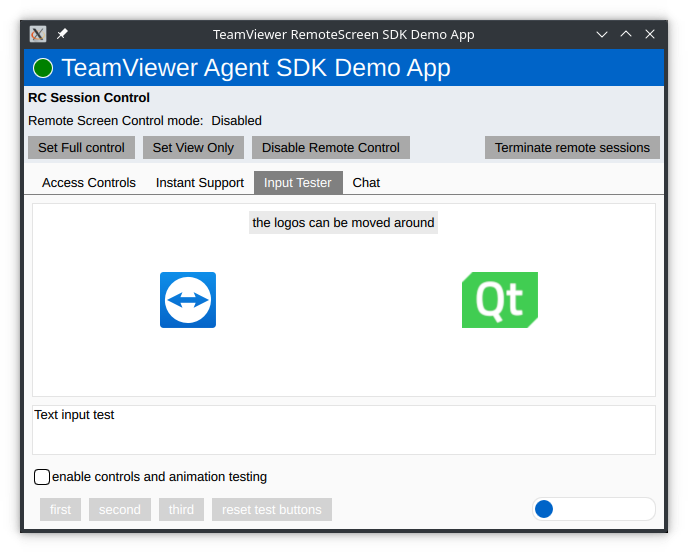 TeamViewer RemoteScreen SDK Demo App
TeamViewer Agent SDK Demo App
RC Session Control
Remote Screen Control mode: Disabled
Set Full control Set View Only Disable Remote Control Terminate remote sessions
Access Controls Instant Support Input Tester Chat
the logos can be moved around
Qt
Text input test
enable controls and animation testing
first second third reset test buttons